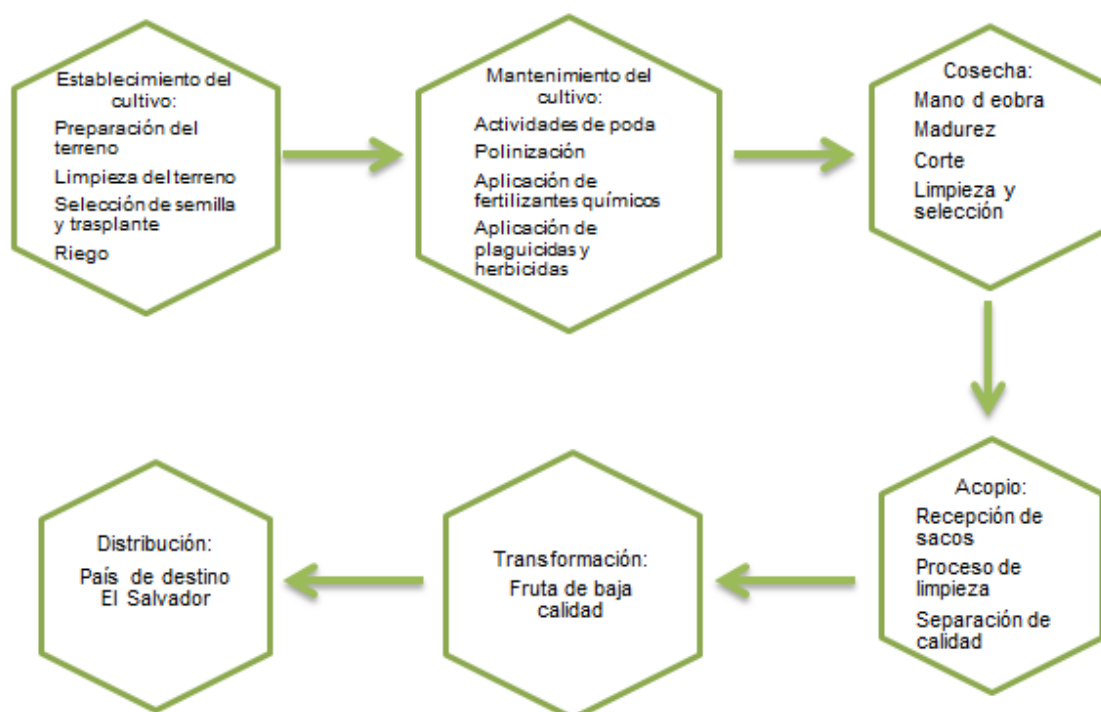 Establecimiento del
cultivo:
Preparación del
terreno
Limpieza del terreno
Selección de semilla
y trasplante
Riego
Mantenimiento del
cultivo:
Actividades de poda
Polinización
Aplicación de
fertilizantes químicos
Aplicación de
plaguicidas y
herbicidas
Cosecha:
Mano d eobra
Madurez
Corte
Limpieza y
selección
Acopio:
Recepción de
sacos
Proceso de
limpieza
Separación de
calidad
Transformación:
Fruta de baja
calidad
Distribución:
País de destino
El Salvador